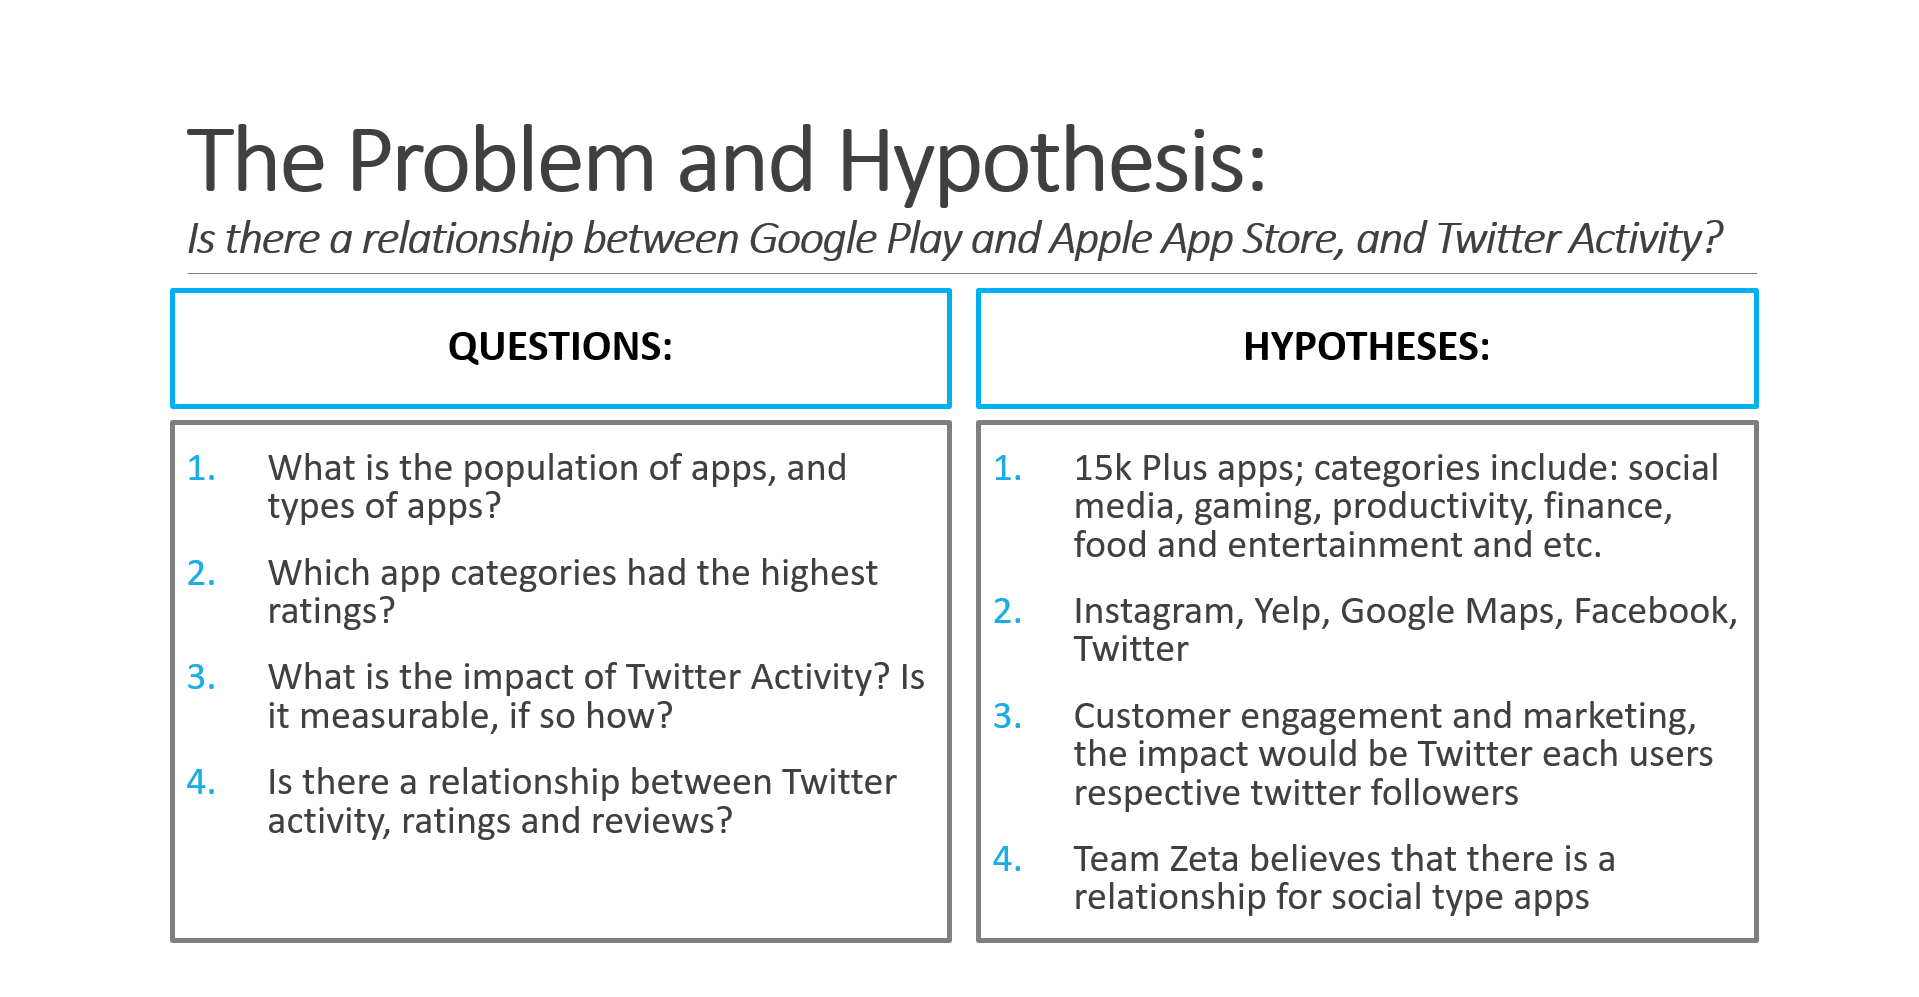 The Problem and Hypothesis:
Is there a relationship between Google Play and Apple App Store, and Twitter Activity?
QUESTIONS:
1. What is the population of apps, and
types of apps?
2. Which app categories had the highest
ratings?
3. What is the impact of Twitter Activity? Is
it measurable, if so how?
4. Is there a relationship between Twitter
activity, ratings and reviews?
HYPOTHESES:
1. 15k Plus apps; categories include: social
media, gaming, productivity, finance,
food and entertainment and etc.
2. Instagram, Yelp, Google Maps, Facebook,
Twitter
3. Customer engagement and marketing,
the impact would be Twitter each users
respective twitter followers
4. Team Zeta believes that there is a
relationship for social type apps